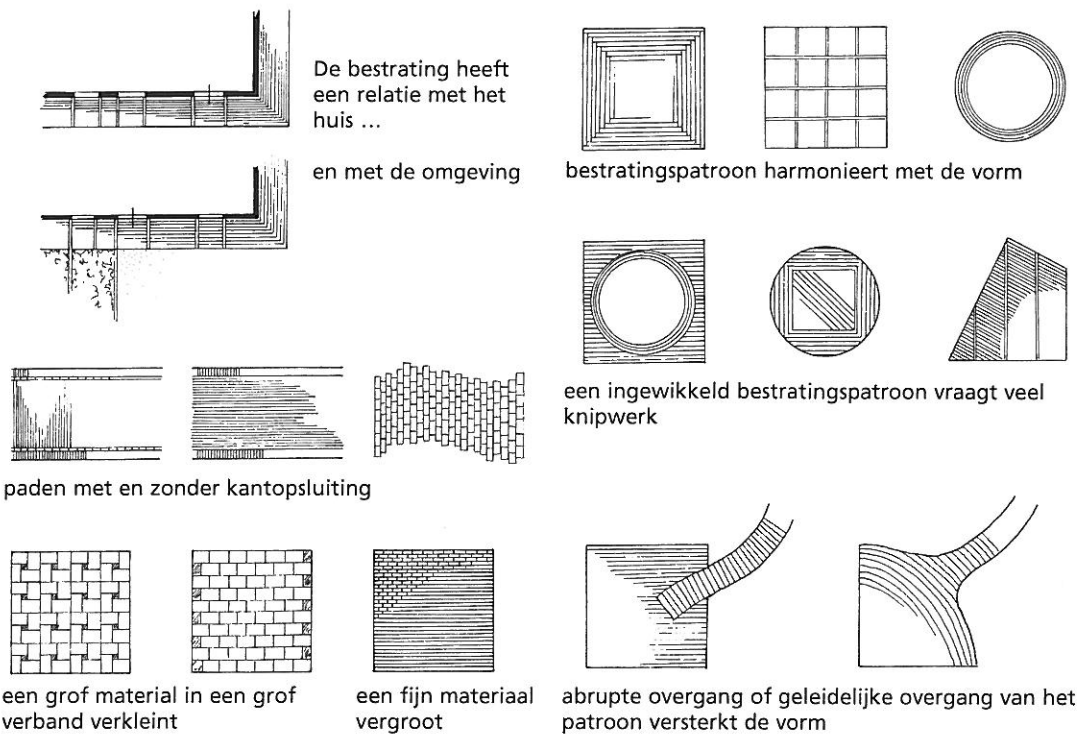 De bestrating heeft
een relatie met het
huis ...
en met de omgeving
bestratingspatroon harmonieert met de vorm
een ingewikkeld bestratingspatroon vraagt veel
knipwerk
paden met en zonder kantopsluiting
een grof material in een grof
verband verkleint
een fijn materiaal
vergroot
abrupte overgang of geleidelijke overgang van het
patroon versterkt de vorm